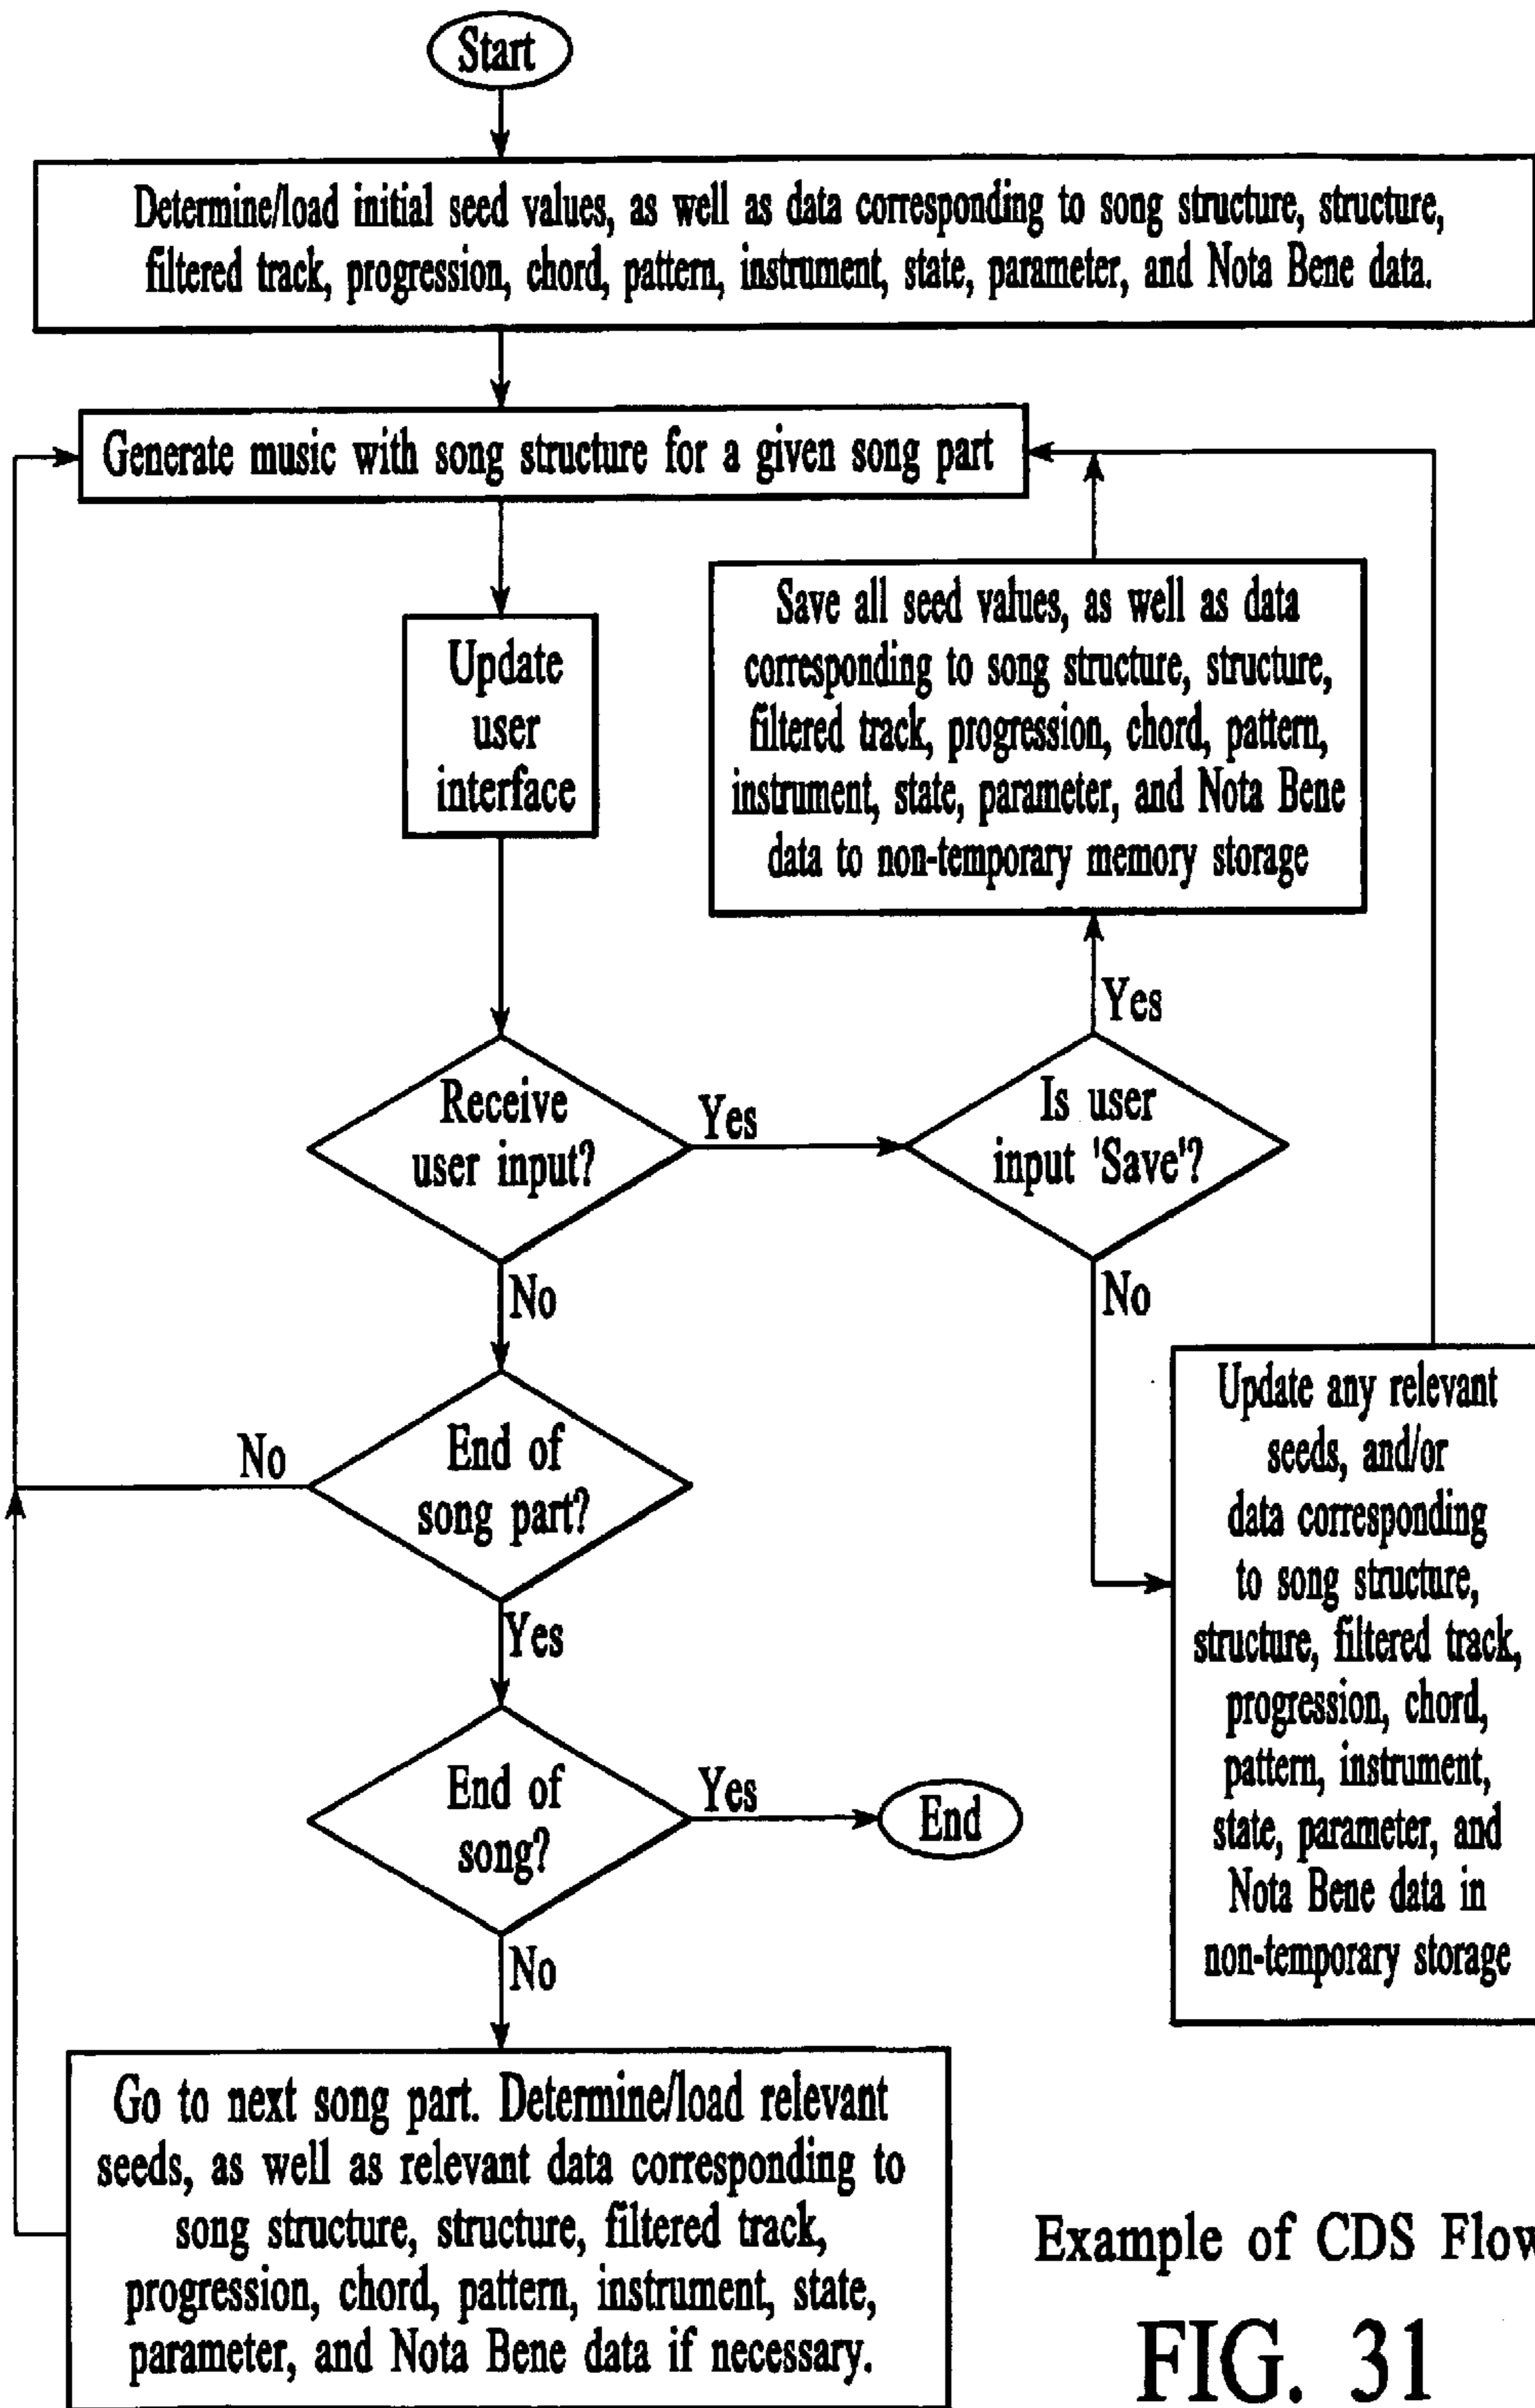 Start
Determine/load initial seed values, as well as data corresponding to song structure, structure,
filtered track, progression, chord, pattern, instrument, state, parameter, and Nota Bene data.
Generate music with song structure for a given song part
Update
user
interface
Save all seed values, as well as data
corresponding to song structure, structure,
filtered track, progression, chord, pattern,
instrument, state, parameter, and Nota Bene
data to non-temporary memory storage
Yes
Receive
user input?
Yes
Is user
input 'Save'?
No
No
End of
song part?
No
Yes
Update any relevant
seeds, and/or
data corresponding
to song structure,
structure, filtered track,
progression, chord,
pattern, instrument,
state, parameter, and
Nota Bene data in
non-temporary storage
End of
song?
Yes
End
No
Go to next song part. Determine/load relevant
seeds, as well as relevant data corresponding to
song structure, structure, filtered track,
progression, chord, pattern, instrument, state,
parameter, and Nota Bene data if necessary.
Example of CDS Flow
FIG. 31